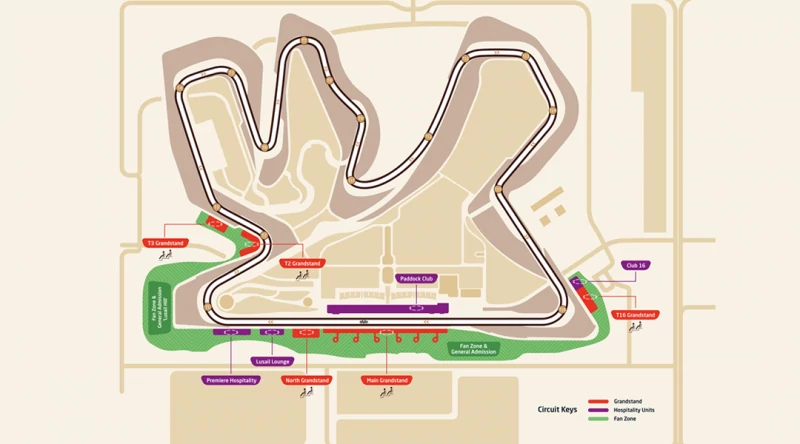 T3 Grandstand
T2 Grandstand
Paddock Club
Club 16
T16 Grandstand
Fan Zone &
General Admission
'Lusail Hill'
Fan Zone &
General Admission
Lusail Lounge
Premiere Hospitality
North Grandstand
Main Grandstand
Circuit Keys
Grandstand
Hospitality Units
Fan Zone